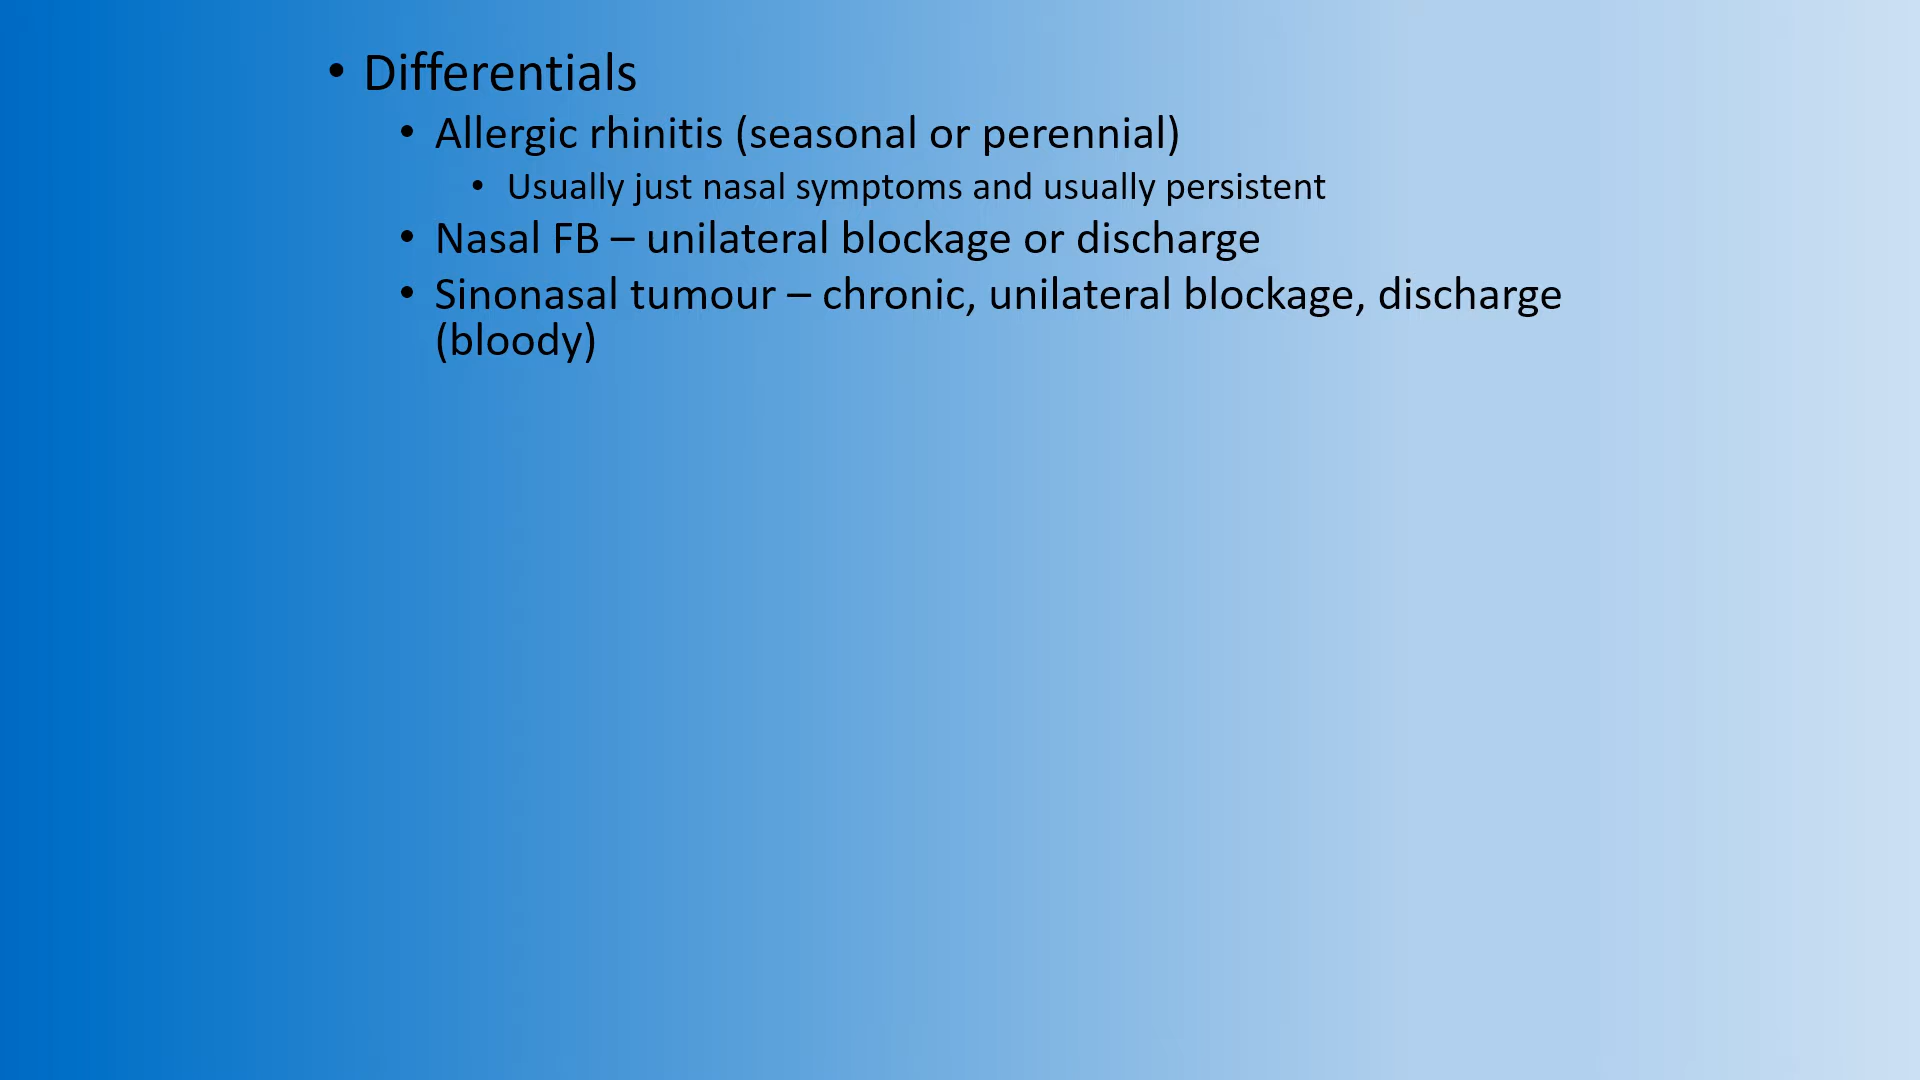 • Differentials
• Allergic rhinitis (seasonal or perennial)
• Usually just nasal symptoms and usually persistent
• Nasal FB – unilateral blockage or discharge
• Sinonasal tumour – chronic, unilateral blockage, discharge
(bloody)